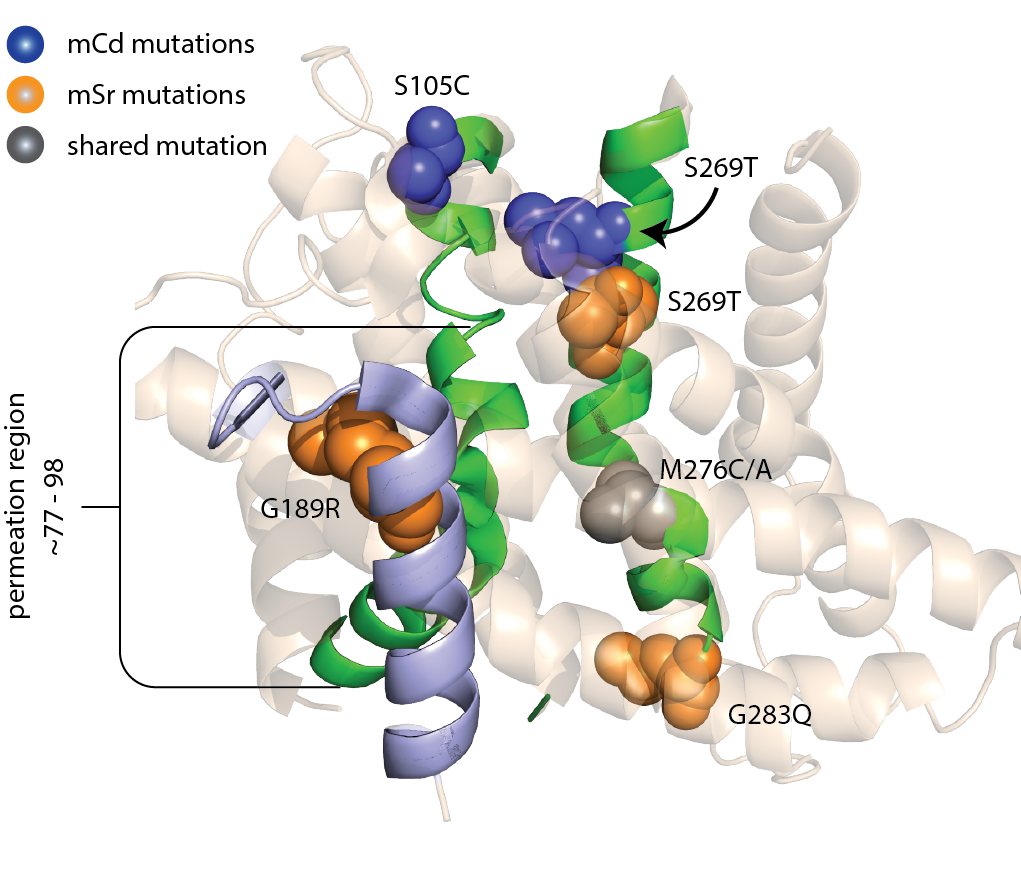 mCd mutations
mSr mutations
shared mutation
S105C
S269T
S269T
M276C/A
G189R
G283Q
permeation region
~77 - 98